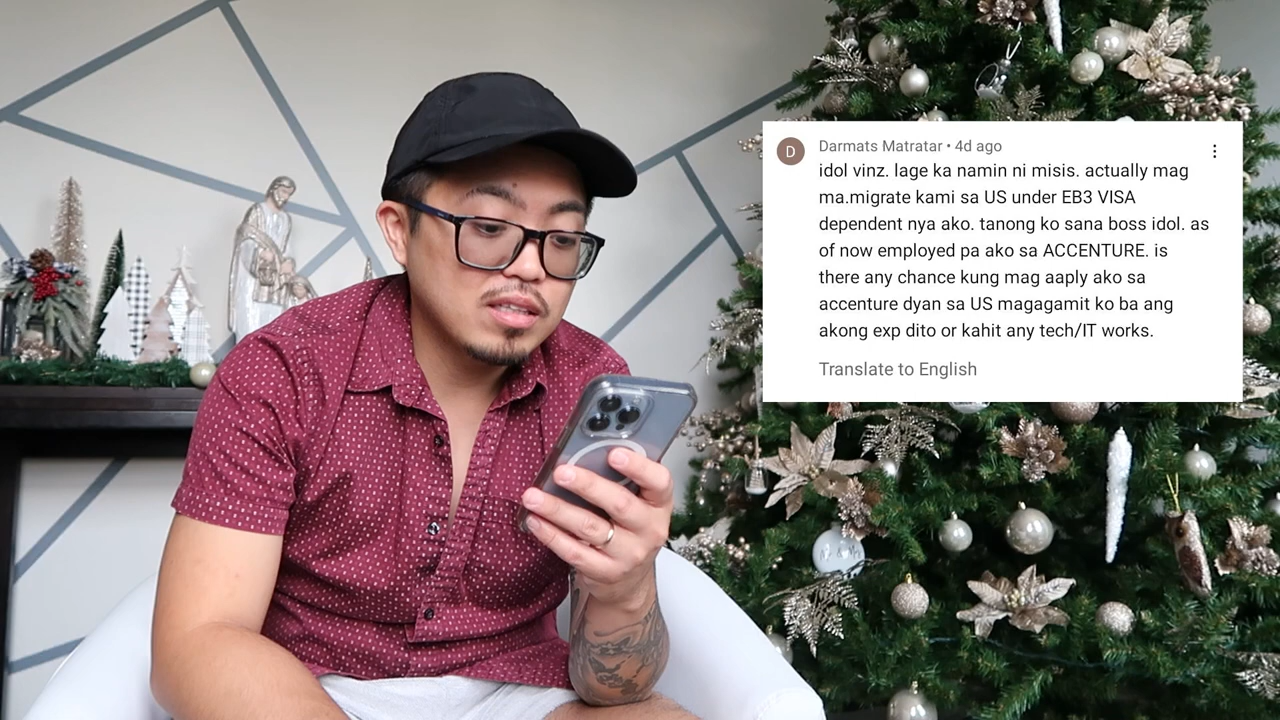 D
Darmats Matratar • 4d ago
idol vinz. lage ka namin ni misis. actually mag
ma.migrate kami sa US under EB3 VISA
dependent nya ako. tanong ko sana boss idol. as
of now employed pa ako sa ACCENTURE. is
there any chance kung mag aaply ako sa
accenture dyan sa US magagamit ko ba ang
akong exp dito or kahit any tech/IT works.
Translate to English